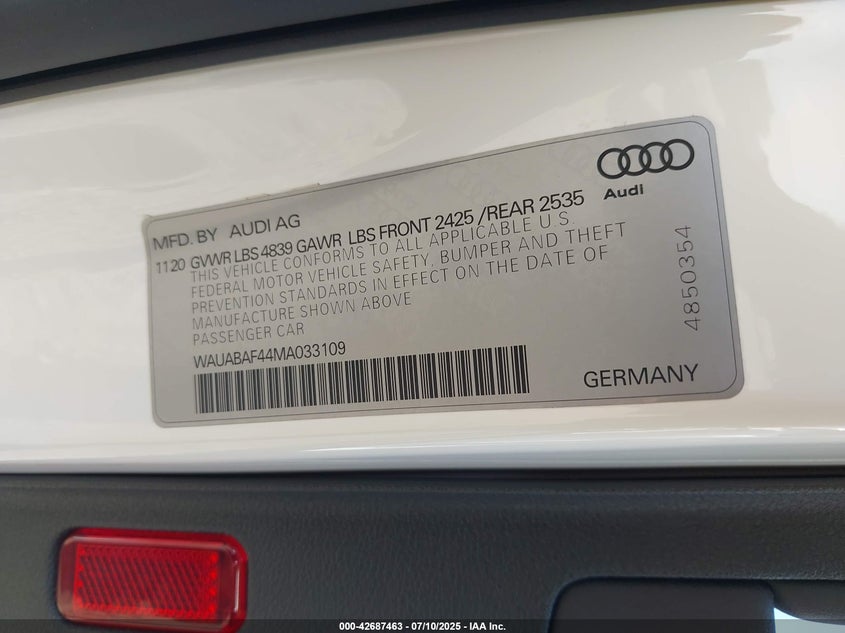 Audi
MFD. BY AUDI AG
1120 GVWR LBS 4839 GAWR LBS FRONT 2425 /REAR 2535
THIS VEHICLE CONFORMS TO ALL APPLICABLE U.S.
FEDERAL MOTOR VEHICLE SAFETY, BUMPER AND THEFT
PREVENTION STANDARDS IN EFFECT ON THE DATE OF
MANUFACTURE SHOWN ABOVE
PASSENGER CAR
WAUABAF44MA033109
GERMANY
4850354
000-42687463 - 07/10/2025 - IAA Inc.